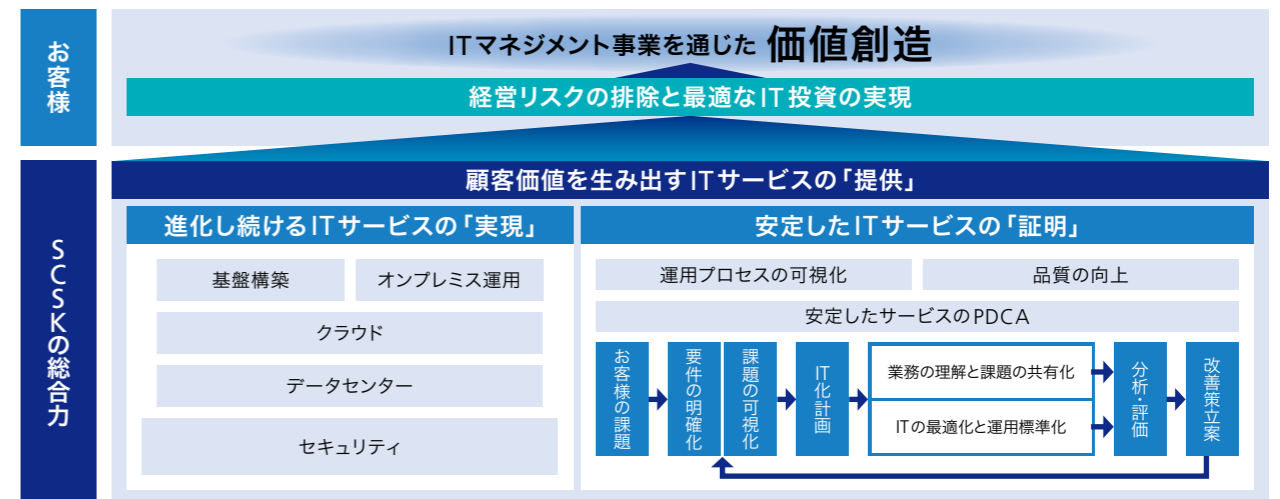 お客様
ITマネジメント事業を通じた 価値創造
経営リスクの排除と最適なIT投資の実現
SCSKの総合力
顧客価値を生み出すITサービスの「提供」
進化し続けるITサービスの「実現」
基盤構築
オンプレミス運用
クラウド
データセンター
セキュリティ
安定したITサービスの「証明」
運用プロセスの可視化
品質の向上
安定したサービスのPDCA
お客様の課題
要件の明確化
課題の可視化
IT化計画
業務の理解と課題の共有化
ITの最適化と運用標準化
分析・評価
改善策立案